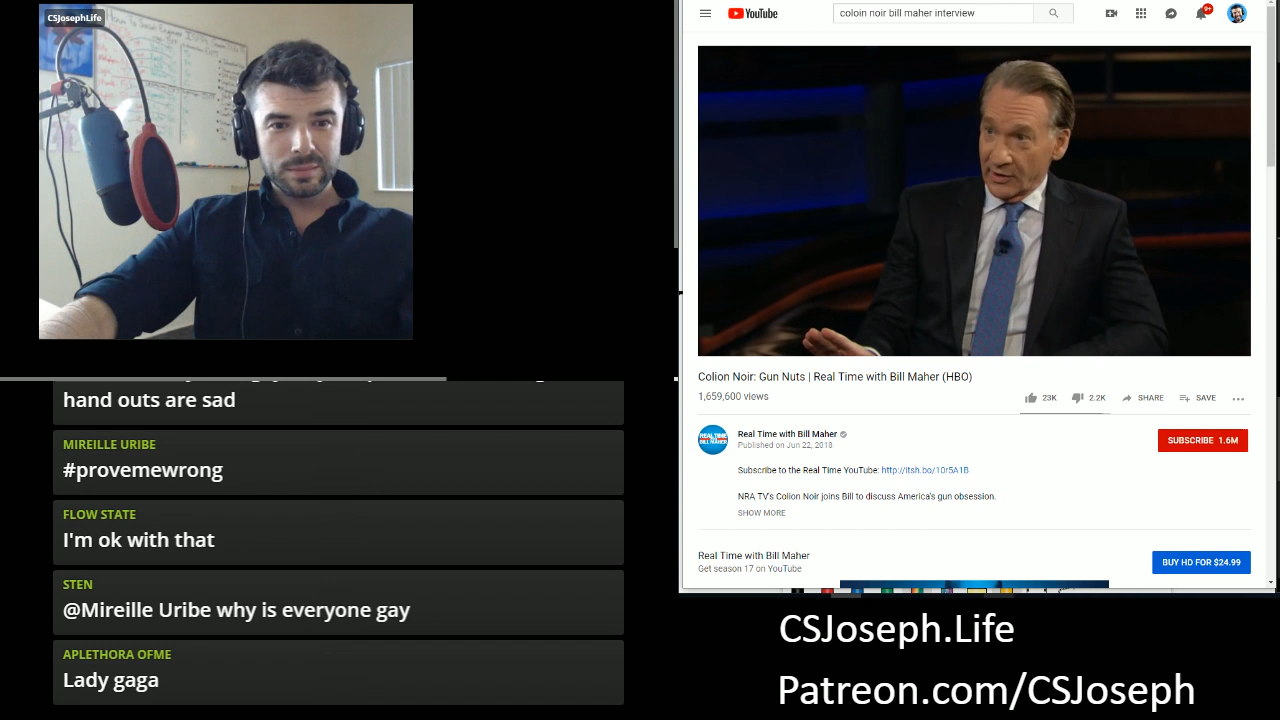 CSJosephLife
hand outs are sad
MIREILLE URIBE
#provemewrong
FLOW STATE
I'm ok with that
STEN
@Mireille Uribe why is everyone gay
APLETHORA OFME
Lady gaga
YouTube
coloin noir bill maher interview
9+
Colion Noir: Gun Nuts | Real Time with Bill Maher (HBO)
1,659,600 views
23K
2.2K
SHARE
SAVE
REAL TIME
BILL MAHER
Real Time with Bill Maher
Published on Jun 22, 2018
SUBSCRIBE 1.6M
Subscribe to the Real Time YouTube: http://itsh.bo/10r5A1B
NRA TV's Colion Noir joins Bill to discuss America's gun obsession.
SHOW MORE
Real Time with Bill Maher
Get season 17 on YouTube
BUY HD FOR $24.99
CSJoseph.Life
Patreon.com/CSJoseph